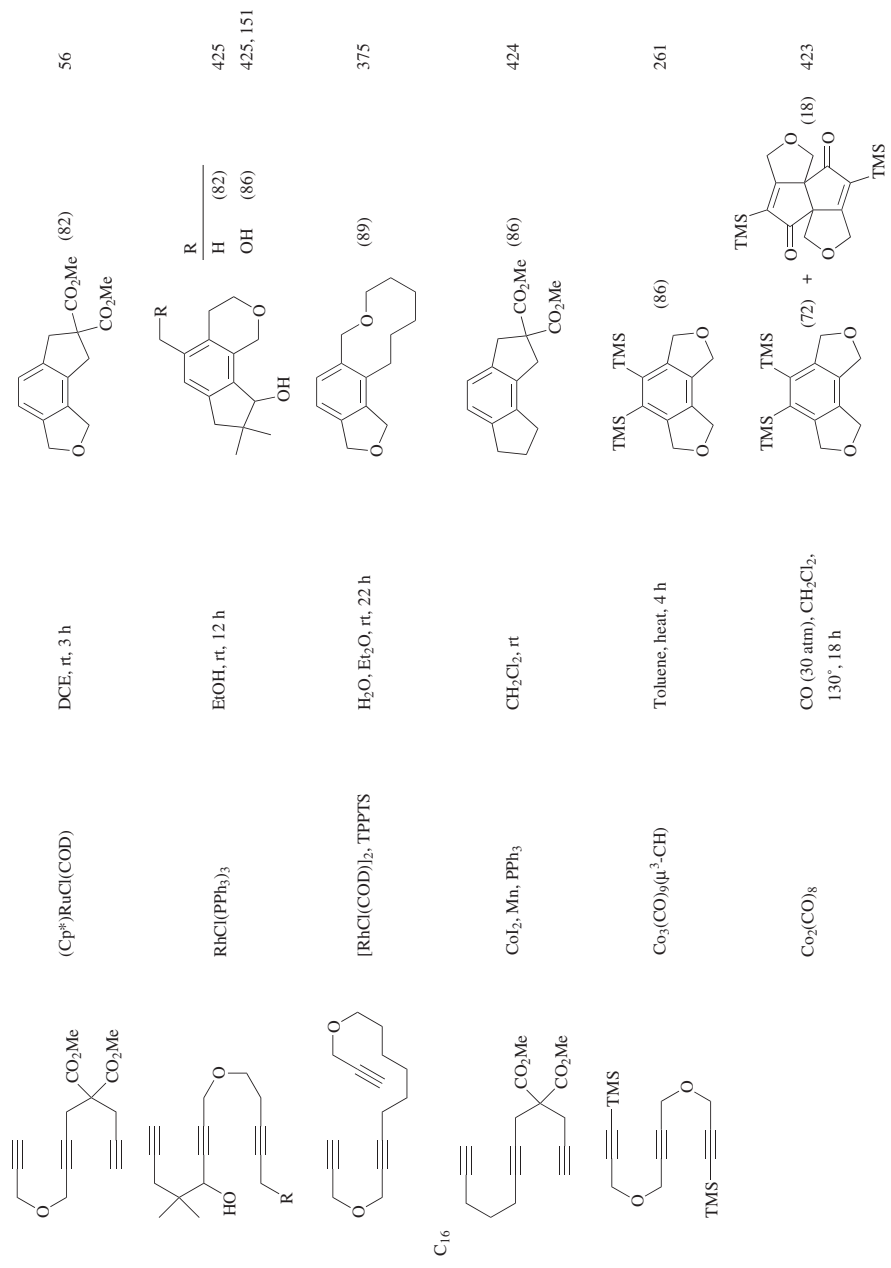 CO₂Me
CO₂Me
O
(Cp*)RuCl(COD)
DCE, rt, 3 h
O
CO₂Me
CO₂Me
(82)
56
HO
R
O
RhCl(PPh₃)₃
EtOH, rt, 12 h
R
O
OH
R
H (82) 425
OH (86) 425, 151
O
O
[RhCl(COD)]₂, TPPTS
H₂O, Et₂O, rt, 22 h
O
O
(89)
375
C₁₆
CO₂Me
CO₂Me
CoI₂, Mn, PPh₃
CH₂Cl₂, rt
CO₂Me
CO₂Me
(86)
424
TMS
O
O
TMS
Co₃(CO)₉(μ³-CH)
Toluene, heat, 4 h
TMS
TMS
O
O
(86)
261
Co₂(CO)₈
CO (30 atm), CH₂Cl₂,
130°, 18 h
TMS
TMS
O
O
(72) +
TMS
O
O
O
O
TMS
(18)
423